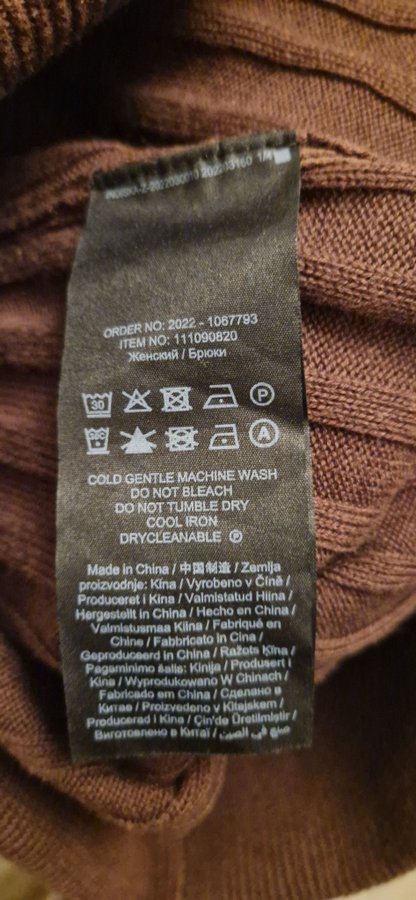 ORDER NO: 2022 - 1067793
ITEM NO: 111090820
Женский / Брюки
30 P
A
COLD GENTLE MACHINE WASH
DO NOT BLEACH
DO NOT TUMBLE DRY
COOL IRON
DRYCLEANABLE Ⓟ
Made in China / 中国制造 / Zemlja
proizvodnje: Kina / Vyrobeno v Číně /
Produceret i Kina / Valmistatud Hiina /
Hergestellt in China / Hecho en China /
Valmistusmaa Kiina / Fabriqué en
Chine / Fabbricato in Cina /
Geproduceerd in China / Ražots Ķīna /
Pagaminimo šalis: Kinija / Produsert i
Kina / Wyprodukowano W Chinach /
Fabricado em China / Сделано в
Китае / Proizvedeno v Kitajskem /
Producerad i Kina / Çin'de Üretilmiştir /
Виготовлено в Китаї / صنع في الصين